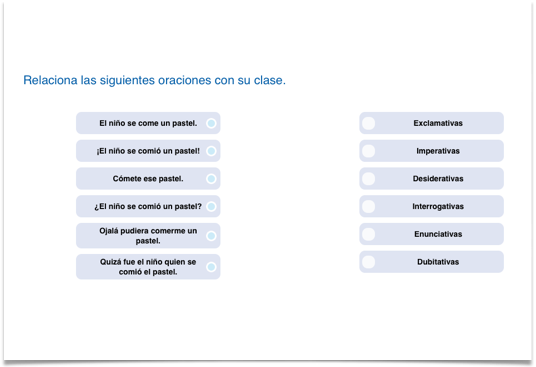 Relaciona las siguientes oraciones con su clase.
El niño se come un pastel.
Exclamativas
¡El niño se comió un pastel!
Imperativas
Cómete ese pastel.
Desiderativas
¿El niño se comió un pastel?
Interrogativas
Ojalá pudiera comerme un
pastel.
Enunciativas
Quizá fue el niño quien se
comió el pastel.
Dubitativas